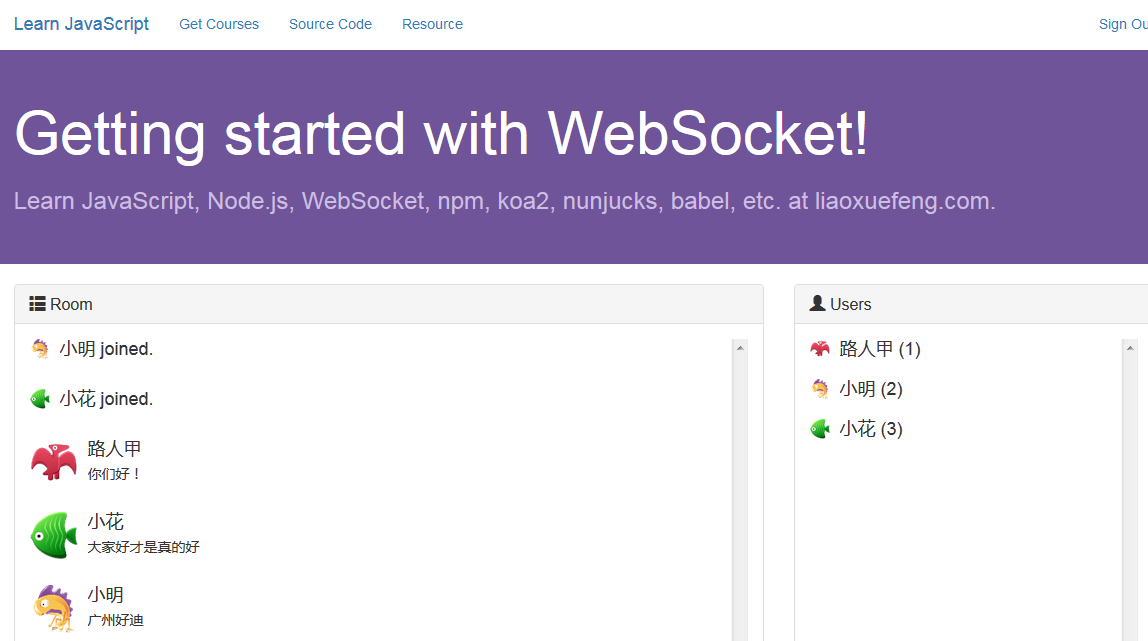 Learn JavaScript Get Courses Source Code Resource Sign Ou
Getting started with WebSocket!
Learn JavaScript, Node.js, WebSocket, npm, koa2, nunjucks, babel, etc. at liaoxuefeng.com.
Room
小明 joined.
小花 joined.
路人甲
你们好！
小花
大家好才是真的好
小明
广州好迪
Users
路人甲 (1)
小明 (2)
小花 (3)